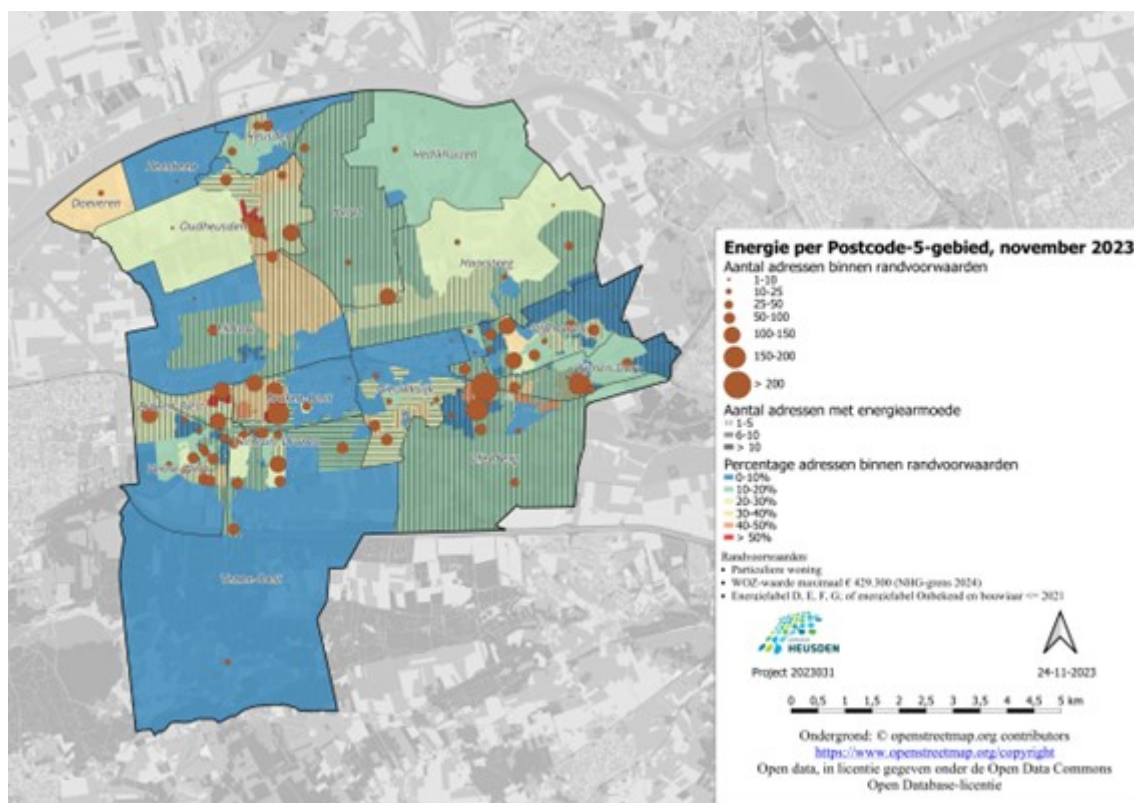 Heusden
Hedikhuizen
Doeveren
Oudheusden
Haarsteeg
Energie per Postcode-5-gebied, november 2023
Aantal adressen binnen randvoorwaarden
1-10
10-25
25-50
50-100
100-150
150-200
> 200
Aantal adressen met energiearmoede
1-5
6-10
> 10
Percentage adressen binnen randvoorwaarden
0-10%
10-20%
20-30%
30-40%
40-50%
> 50%
Randvoorwaarden
• Particuliere woning
• WOZ-waarde maximaal € 429.300 (NHG-grens 2024)
• Energielabel D, E, F, G; of energielabel Onbekend en bouwjaar <= 2021
HEUSDEN
Project 2023031
24-11-2023
0 0,5 1 1,5 2 2,5 3 3,5 4 4,5 5 km
Ondergrond: © openstreetmap.org contributors
https://www.openstreetmap.org/copyright
Open data, in licentie gegeven onder de Open Data Commons
Open Database-licentie